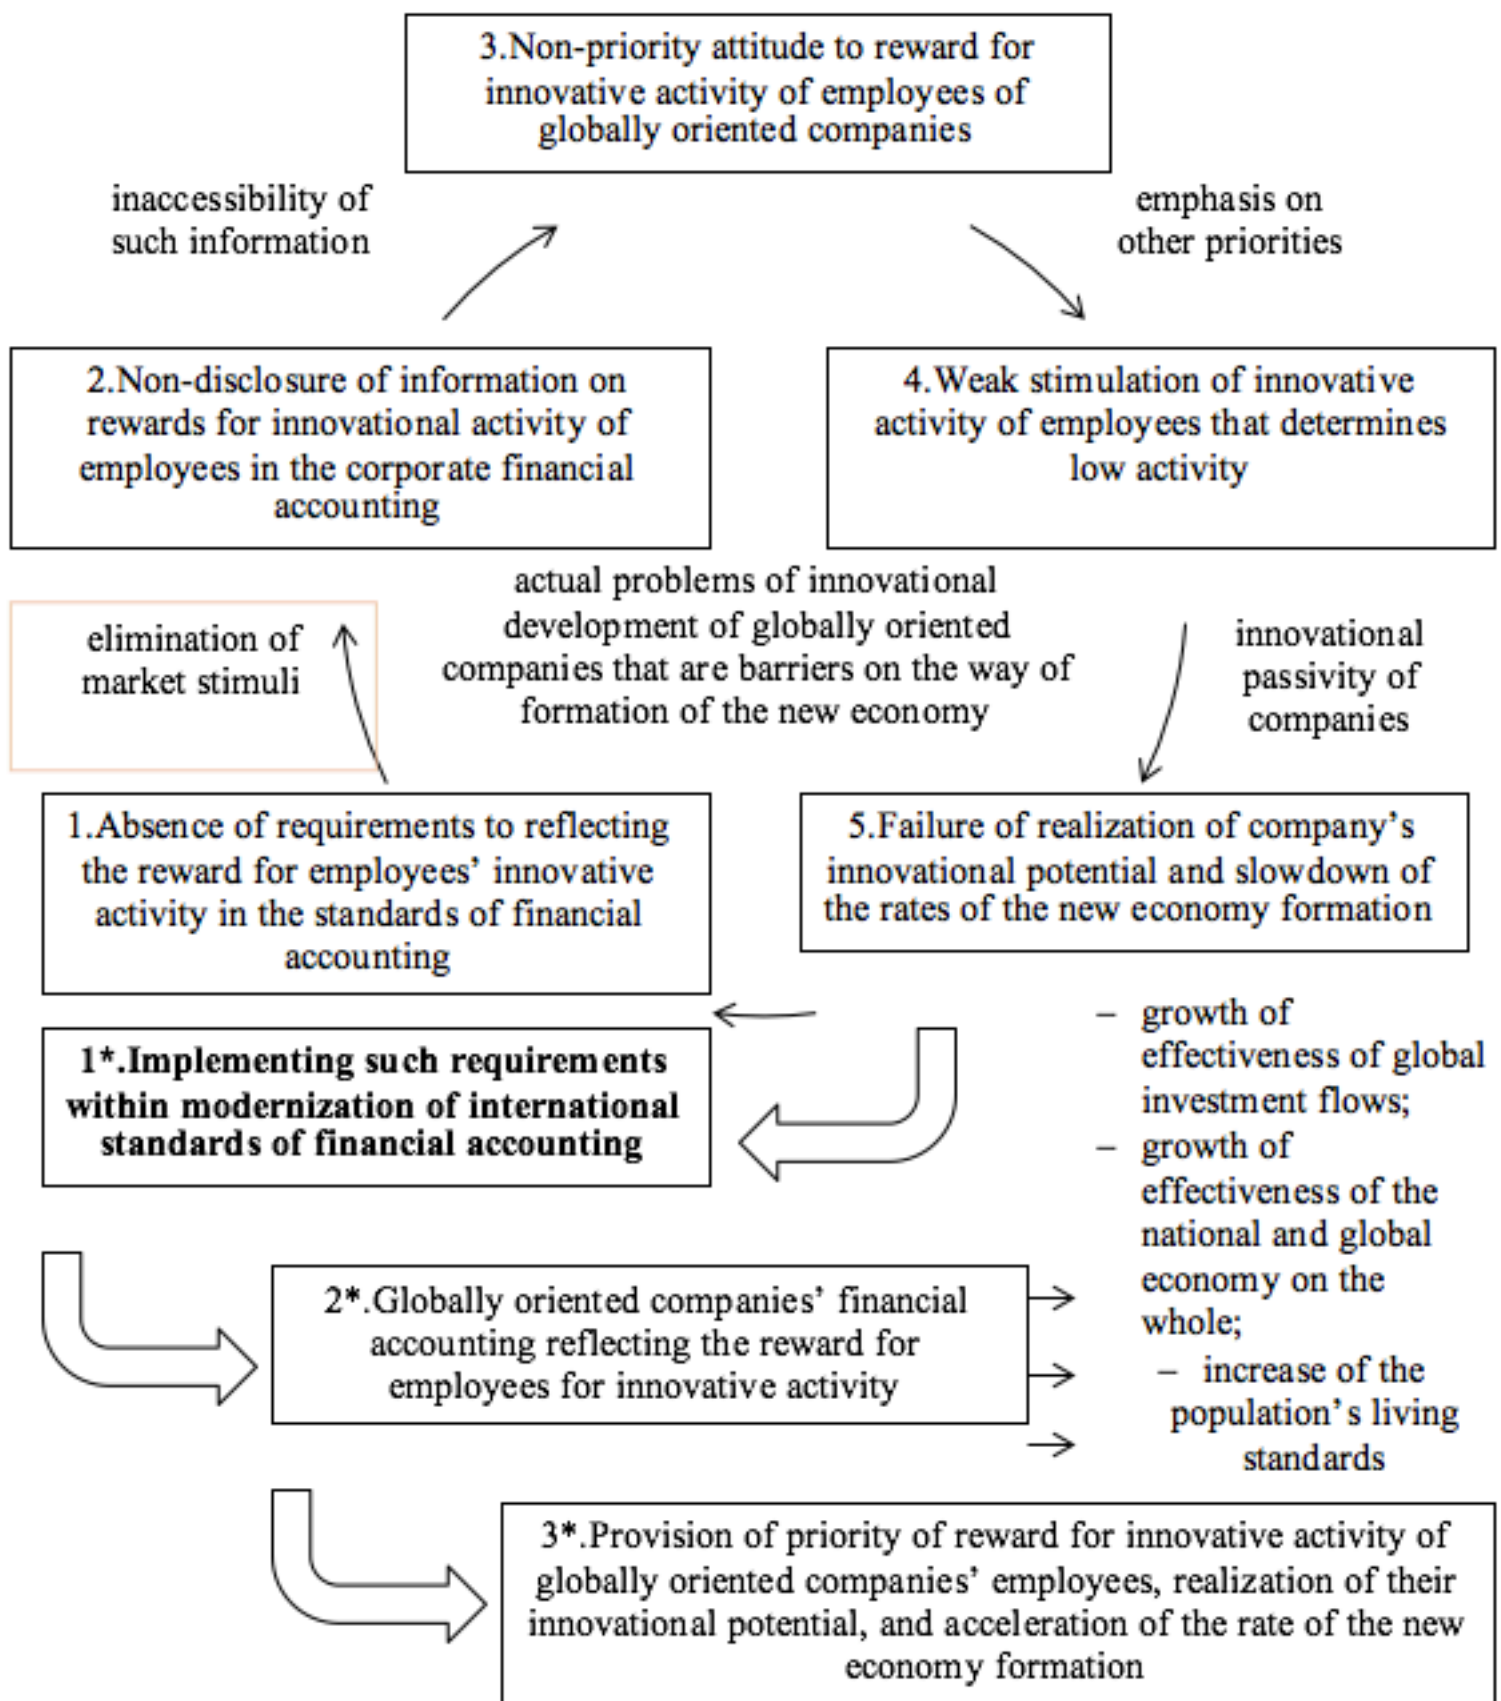 3.Non-priority attitude to reward for
innovative activity of employees of
globally oriented companies
inaccessibility of
such information
emphasis on
other priorities
2.Non-disclosure of information on
rewards for innovational activity of
employees in the corporate financial
accounting
4.Weak stimulation of innovative
activity of employees that determines
low activity
actual problems of innovational
development of globally oriented
companies that are barriers on the way of
formation of the new economy
elimination of
market stimuli
innovational
passivity of
companies
1.Absence of requirements to reflecting
the reward for employees’ innovative
activity in the standards of financial
accounting
5.Failure of realization of company’s
innovational potential and slowdown of
the rates of the new economy formation
1*.Implementing such requirements
within modernization of international
standards of financial accounting
– growth of
effectiveness of global
investment flows;
– growth of
effectiveness of the
national and global
economy on the
whole;
– increase of the
population’s living
standards
2*.Globally oriented companies’ financial
accounting reflecting the reward for
employees for innovative activity
3*.Provision of priority of reward for innovative activity of
globally oriented companies’ employees, realization of their
innovational potential, and acceleration of the rate of the new
economy formation